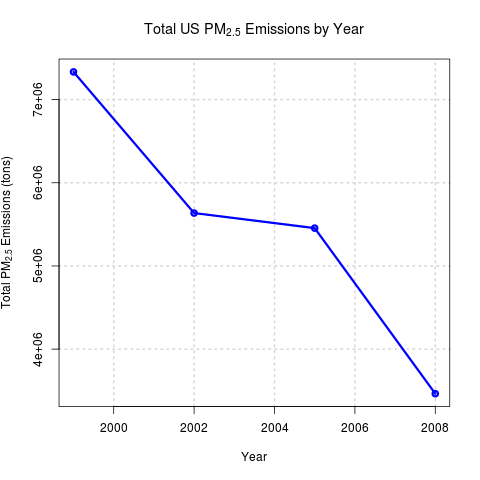 Total US PM2.5 Emissions by Year
Total PM2.5 Emissions (tons)
7e+06
6e+06
5e+06
4e+06
2000 2002 2004 2006 2008
Year